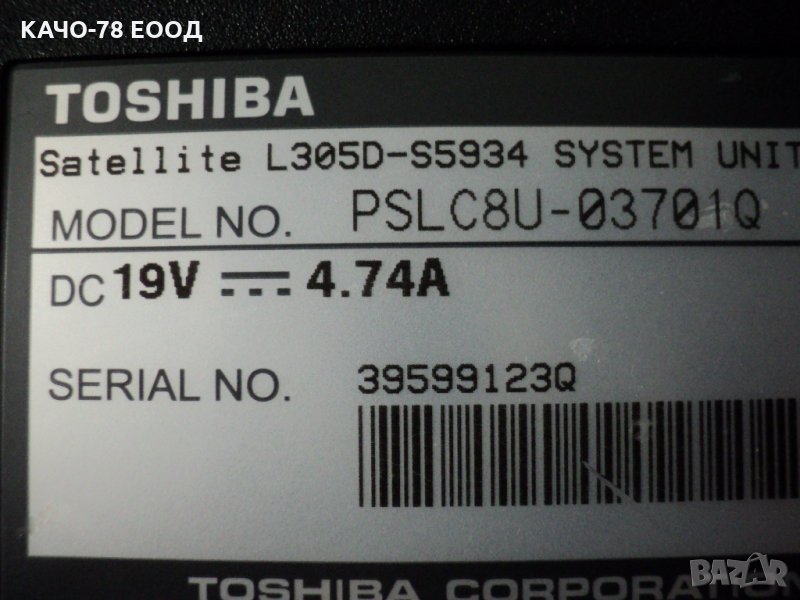 КАЧО-78 ЕООД
TOSHIBA
Satellite L305D-S5934 SYSTEM UNIT
MODEL NO. PSLC8U-03701Q
DC 19V 4.74A
SERIAL NO. 39599123Q
TOSHIBA CORPORATION
BAZAR